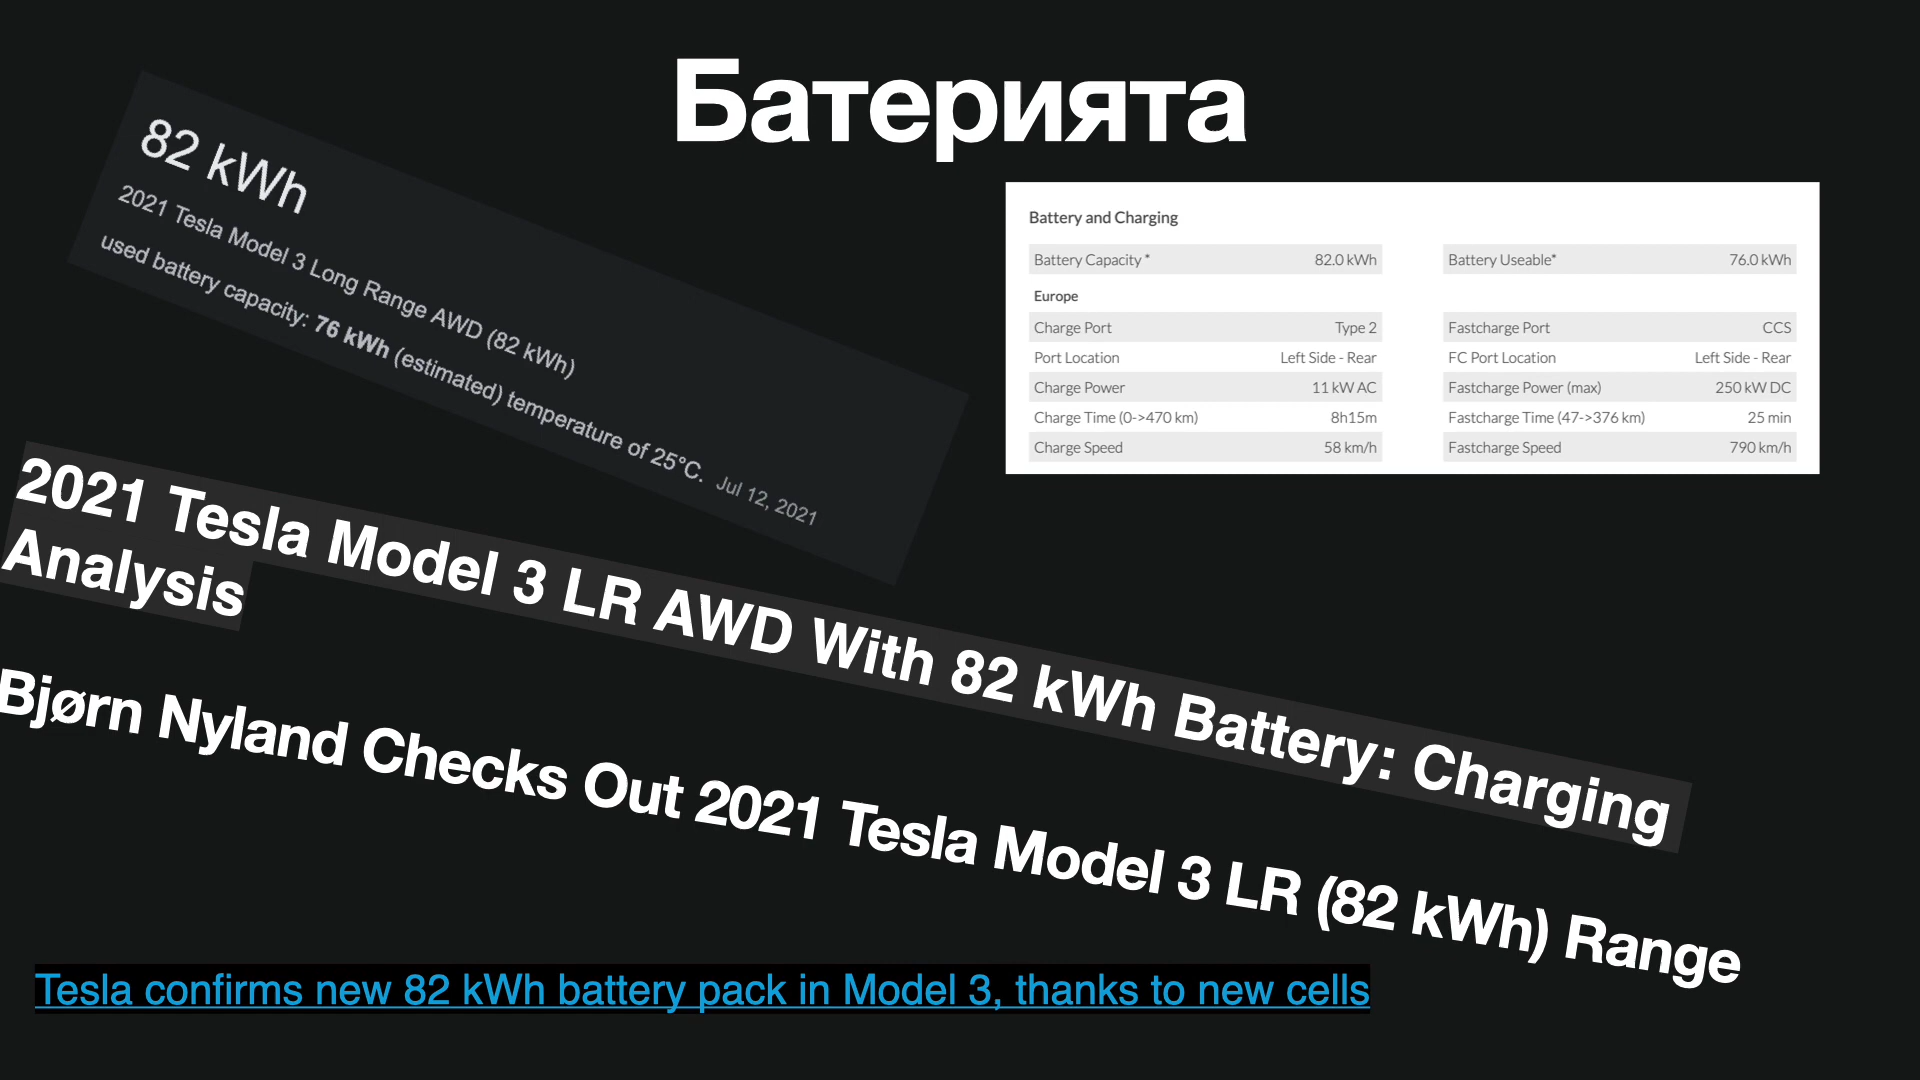 Батерията
82 kWh
2021 Tesla Model 3 Long Range AWD (82 kWh)
used battery capacity: 76 kWh (estimated) temperature of 25°C. Jul 12, 2021
Battery and Charging
Battery Capacity * 82.0 kWh Battery Useable* 76.0 kWh
Europe
Charge Port Type 2 Fastcharge Port CCS
Port Location Left Side - Rear FC Port Location Left Side - Rear
Charge Power 11 kW AC Fastcharge Power (max) 250 kW DC
Charge Time (0->470 km) 8h15m Fastcharge Time (47->376 km) 25 min
Charge Speed 58 km/h Fastcharge Speed 790 km/h
2021 Tesla Model 3 LR AWD With 82 kWh Battery: Charging
Analysis
Bjørn Nyland Checks Out 2021 Tesla Model 3 LR (82 kWh) Range
Tesla confirms new 82 kWh battery pack in Model 3, thanks to new cells